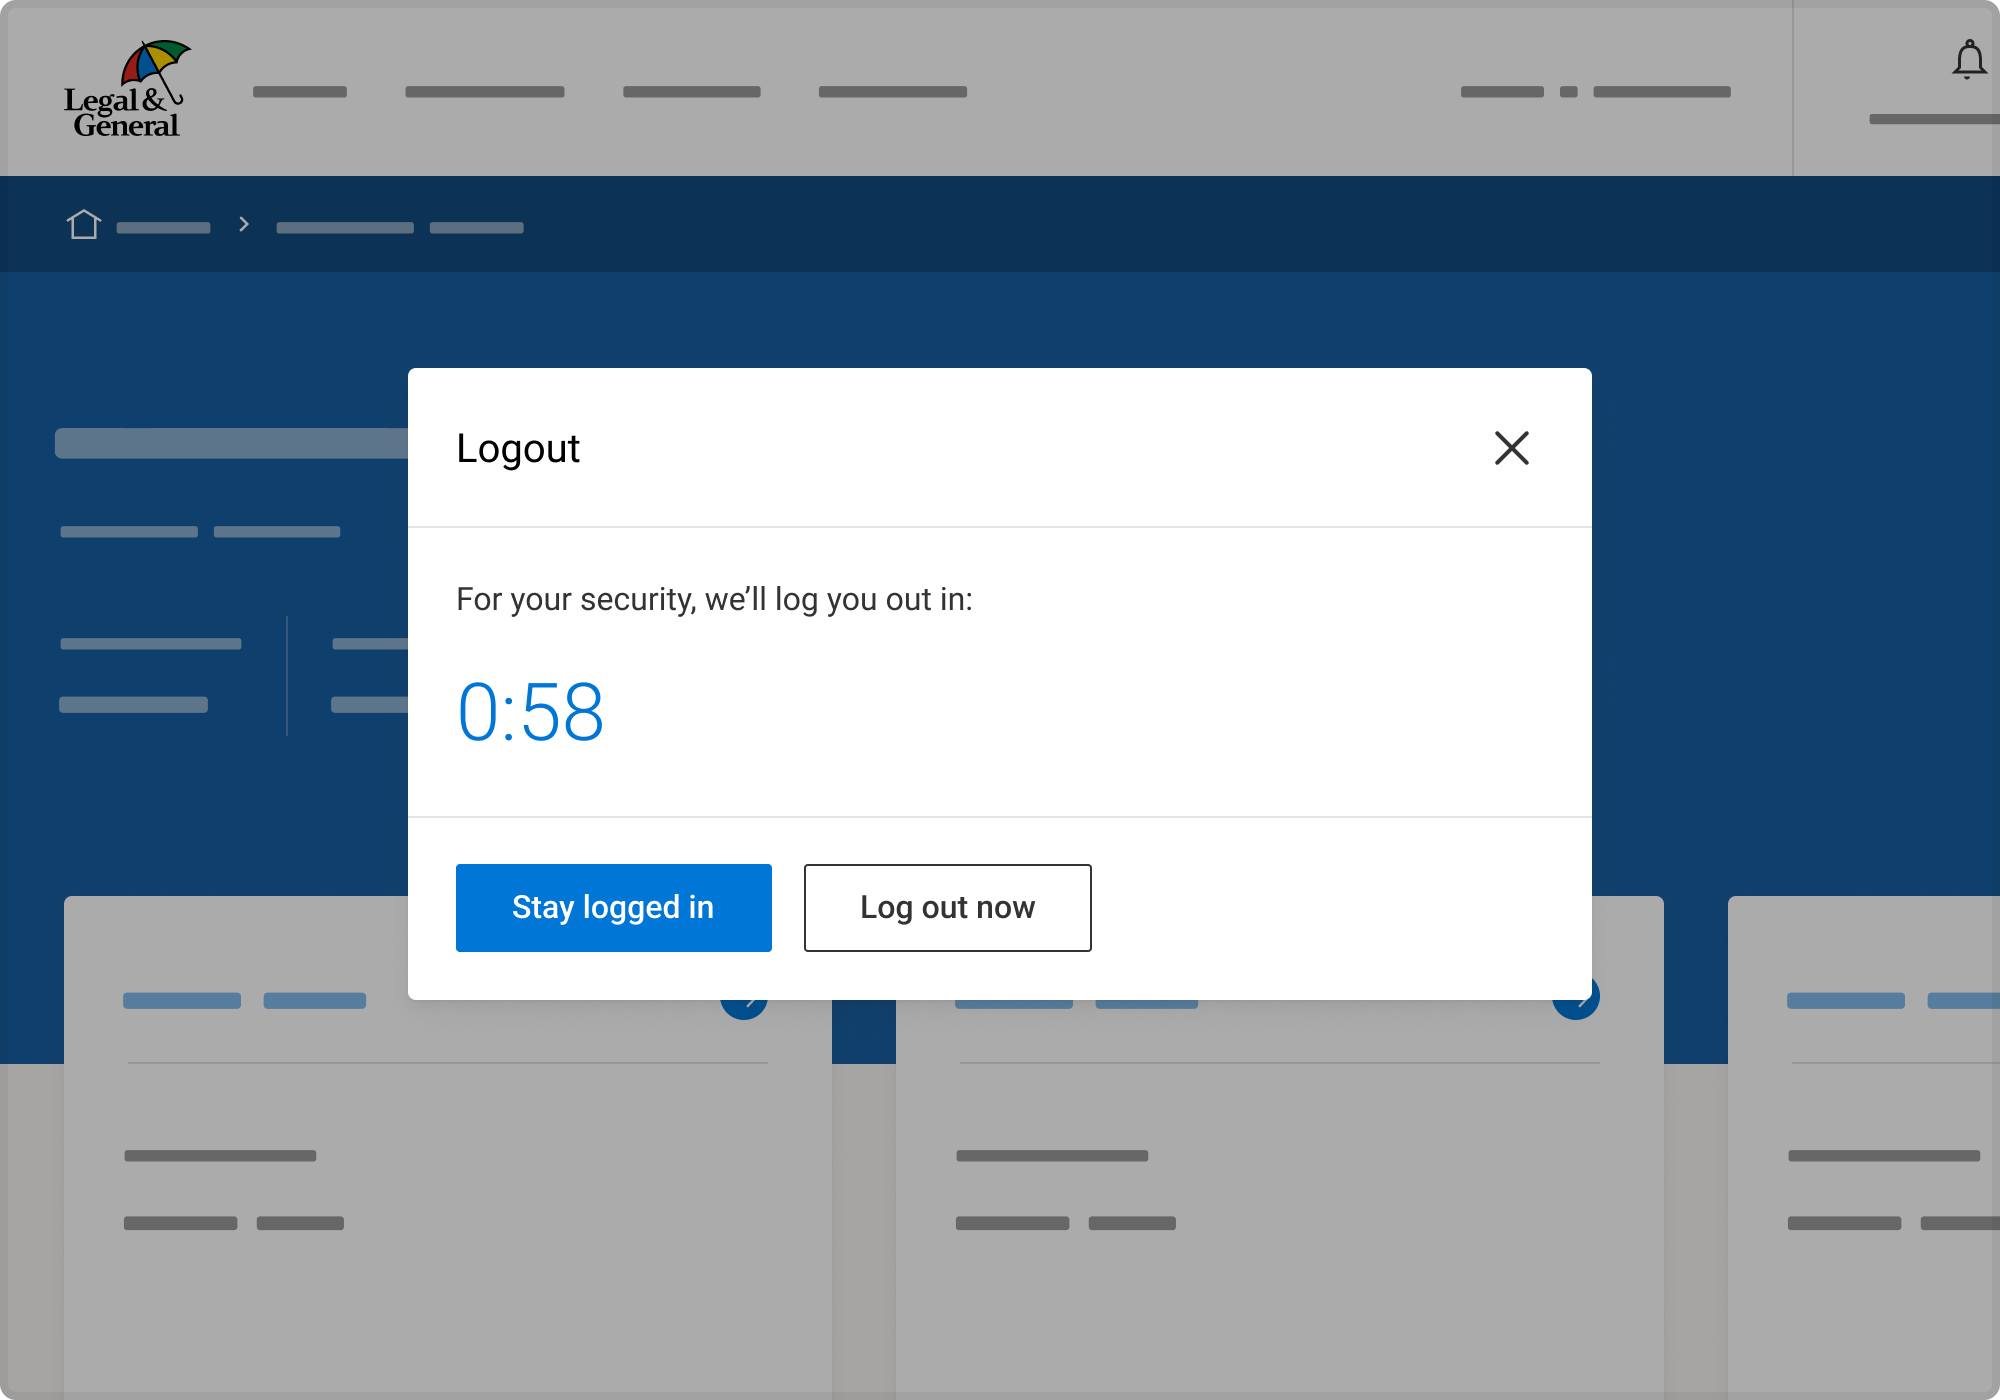 Legal &
General
Logout
For your security, we’ll log you out in:
0:58
Stay logged in
Log out now